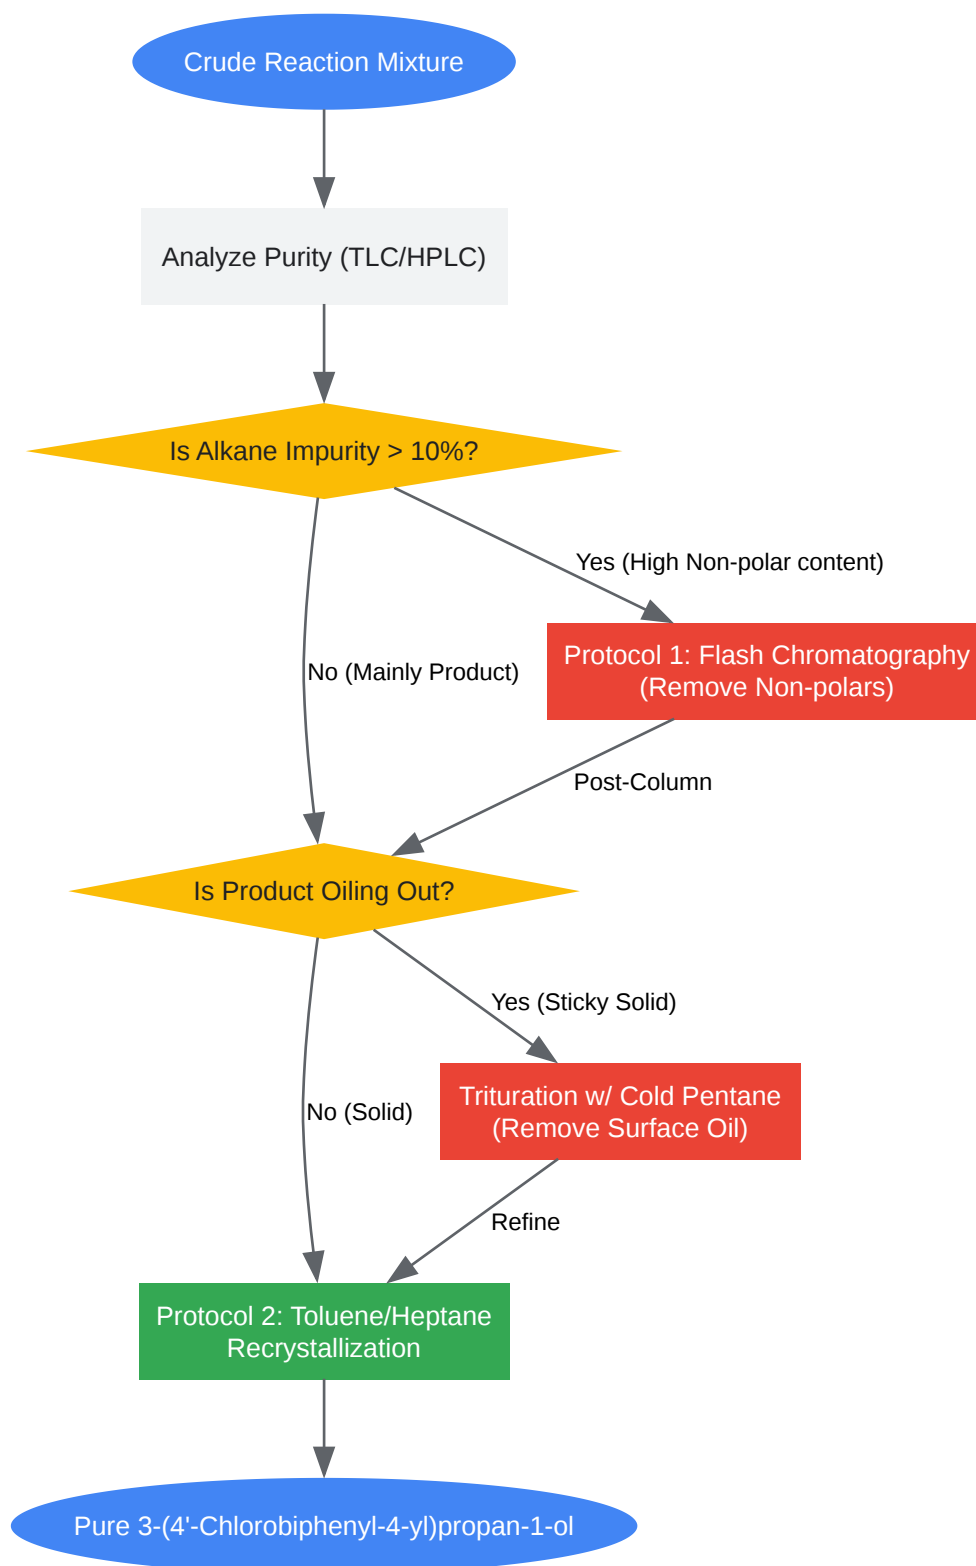 Crude Reaction Mixture
Analyze Purity (TLC/HPLC)
Is Alkane Impurity > 10%?
Yes (High Non-polar content)
Protocol 1: Flash Chromatography
(Remove Non-polars)
No (Mainly Product)
Post-Column
Is Product Oiling Out?
Yes (Sticky Solid)
Trituration w/ Cold Pentane
(Remove Surface Oil)
No (Solid)
Refine
Protocol 2: Toluene/Heptane
Recrystallization
Pure 3-(4'-Chlorobiphenyl-4-yl)propan-1-ol